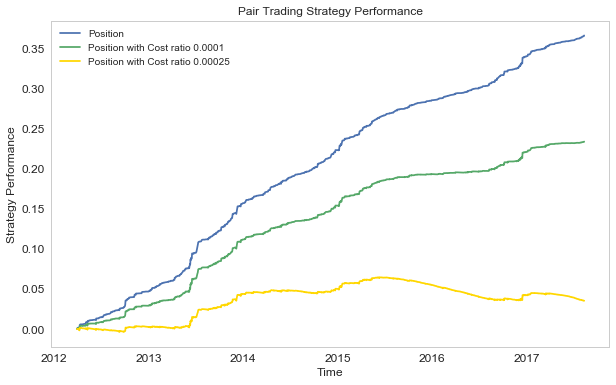 Pair Trading Strategy Performance
Position
Position with Cost ratio 0.0001
Position with Cost ratio 0.00025
Strategy Performance
0.35
0.30
0.25
0.20
0.15
0.10
0.05
0.00
2012 2013 2014 2015 2016 2017
Time